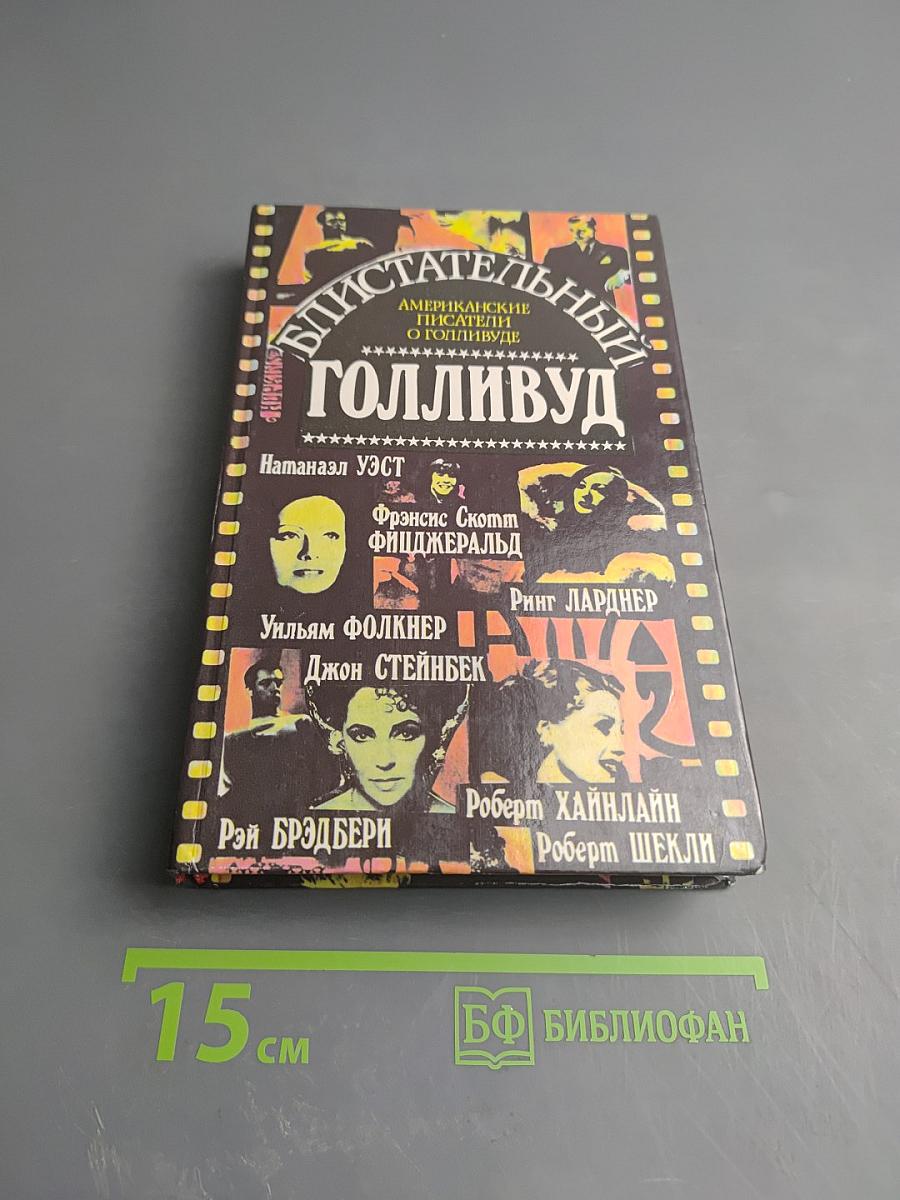 БЛИСТАТЕЛЬНЫЙ
АМЕРИКАНСКИЕ
ПИСАТЕЛИ
О ГОЛЛИВУДЕ
ГОЛЛИВУД
Натанаэл УЭСТ
Фрэнсис Скотт
ФИЦДЖЕРАЛЬД
Ринг ЛАРДНЕР
Уильям ФОЛКНЕР
Джон СТЕЙНБЕК
Роберт ХАЙНЛАЙН
Рэй БРЭДБЕРИ
Роберт ШЕКЛИ
15 см
БФ БИБЛИОФАН